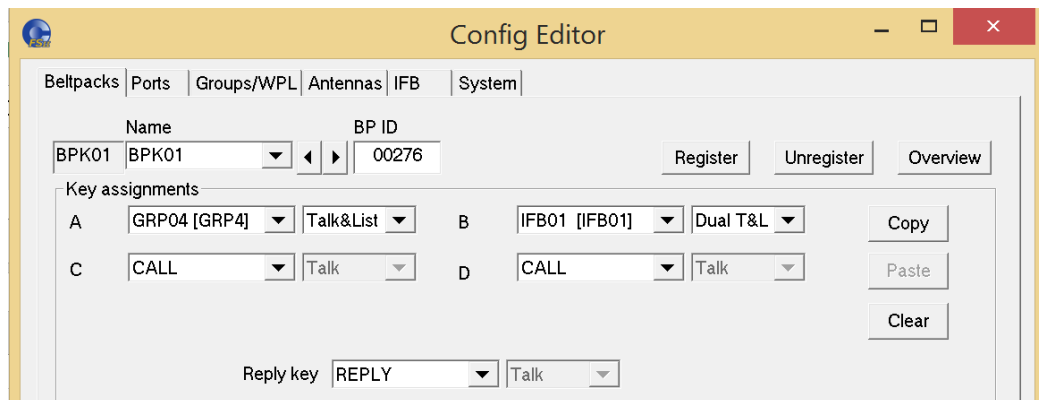 Config Editor
Beltpacks Ports Groups/WPL Antennas IFB System
Name BP ID
BPK01 BPK01 00276 Register Unregister Overview
Key assignments
A GRP04 [GRP4] Talk&List B IFB01 [IFB01] Dual T&L Copy
C CALL Talk D CALL Talk Paste
Clear
Reply key REPLY Talk